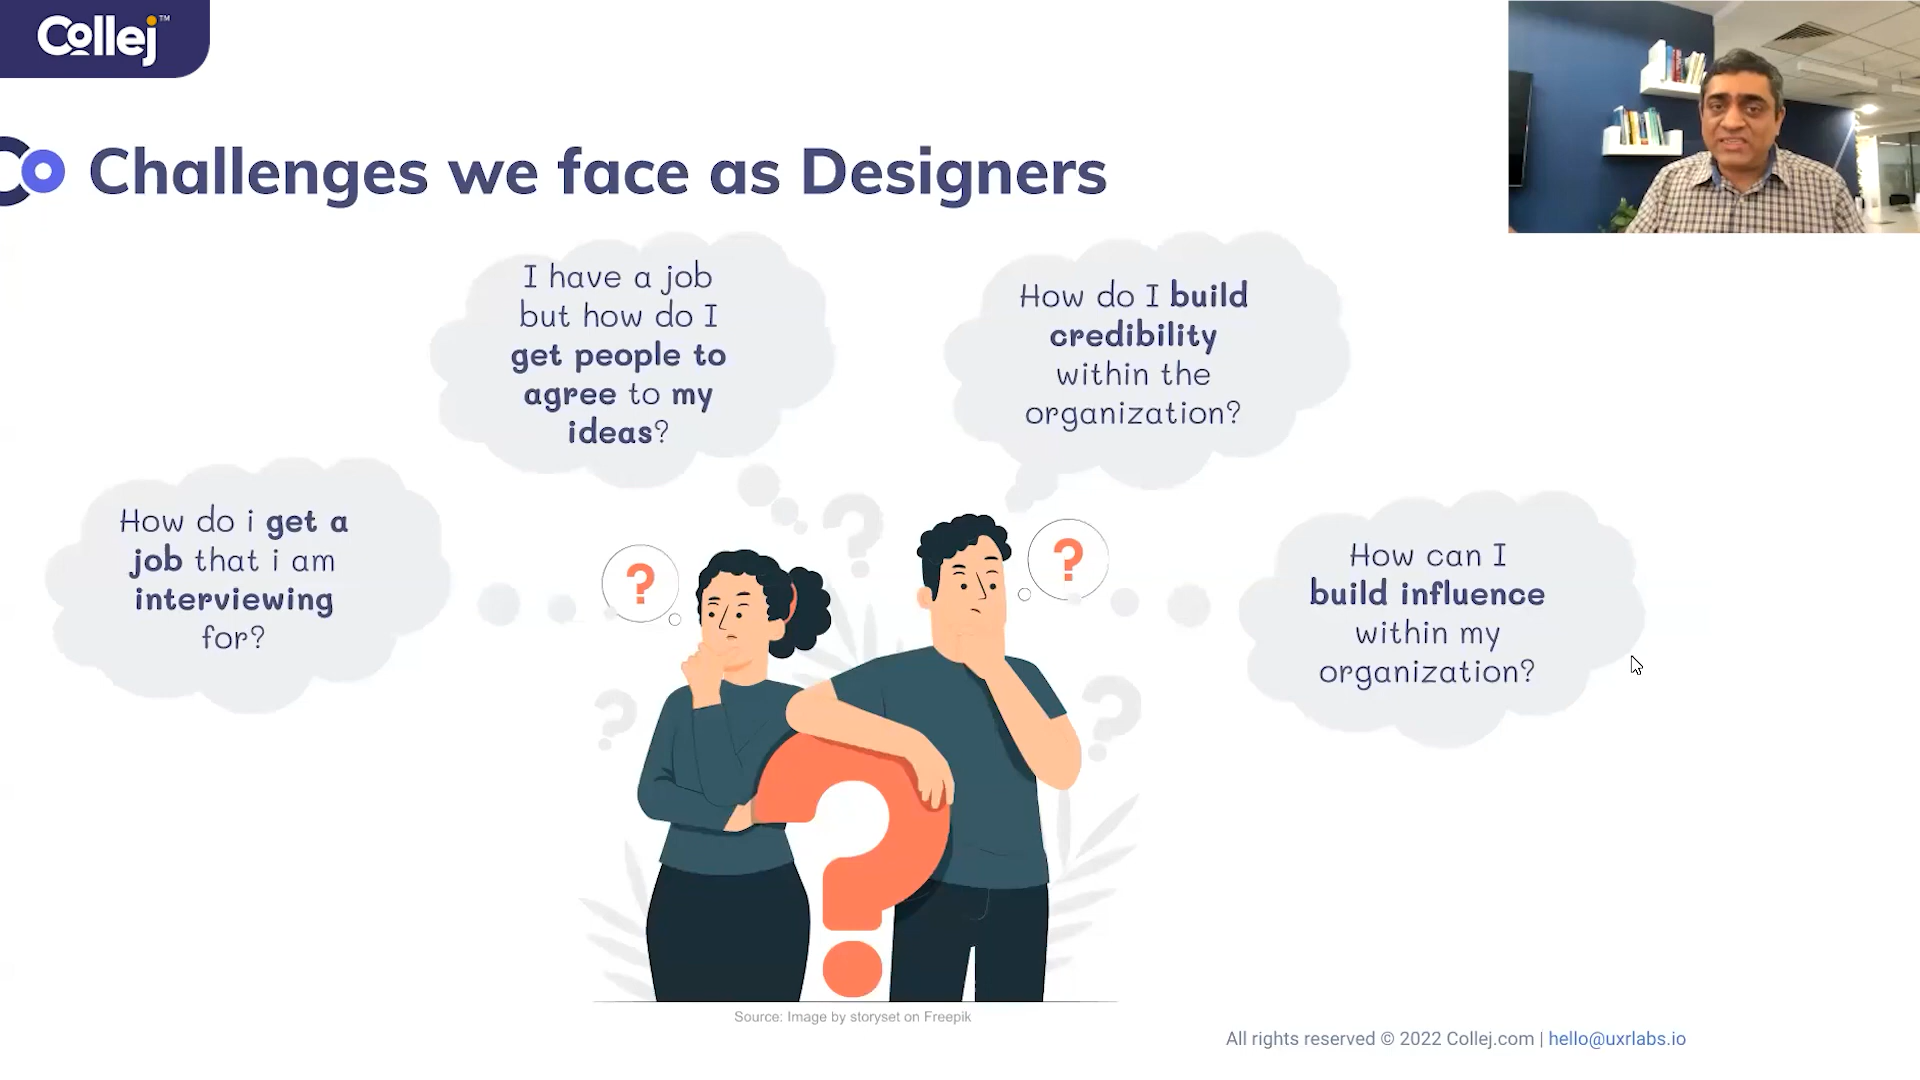 Collej™
Challenges we face as Designers
I have a job
but how do I
get people to
agree to my
ideas?
How do I build
credibility
within the
organization?
How do i get a
job that i am
interviewing
for?
How can I
build influence
within my
organization?
?
?
?
?
?
?
?
Source: Image by storyset on Freepik
All rights reserved © 2022 Collej.com | hello@uxrlabs.io